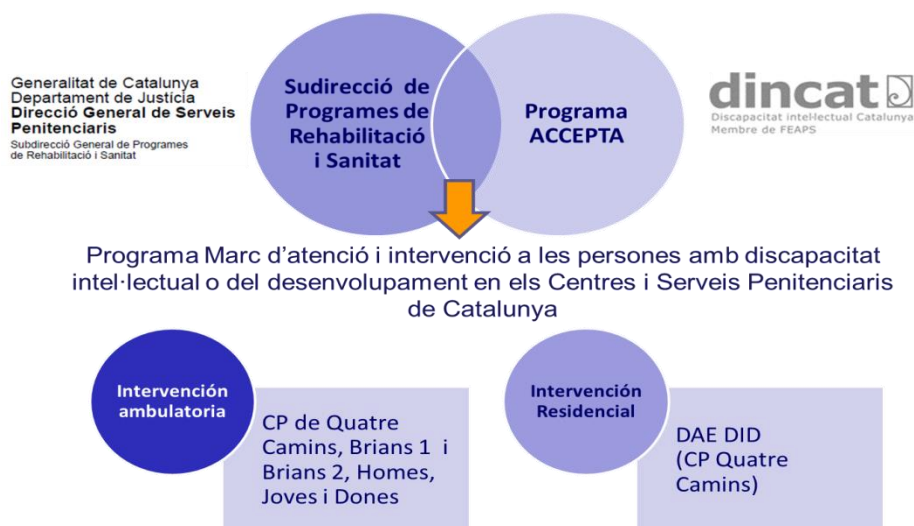 Generalitat de Catalunya
Departament de Justícia
Direcció General de Serveis
Penitenciaris
Subdirecció General de Programes
de Rehabilitació i Sanitat
Sudirecció de
Programes de
Rehabilitació
i Sanitat
Programa
ACCEPTA
dincat
Discapacitat intel·lectual Catalunya
Membre de FEAPS
Programa Marc d'atenció i intervenció a les persones amb discapacitat
intel·lectual o del desenvolupament en els Centres i Serveis Penitenciaris
de Catalunya
Intervención
ambulatoria
CP de Quatre
Camins, Brians 1 i
Brians 2, Homes,
Joves i Dones
Intervención
Residencial
DAE DID
(CP Quatre
Camins)